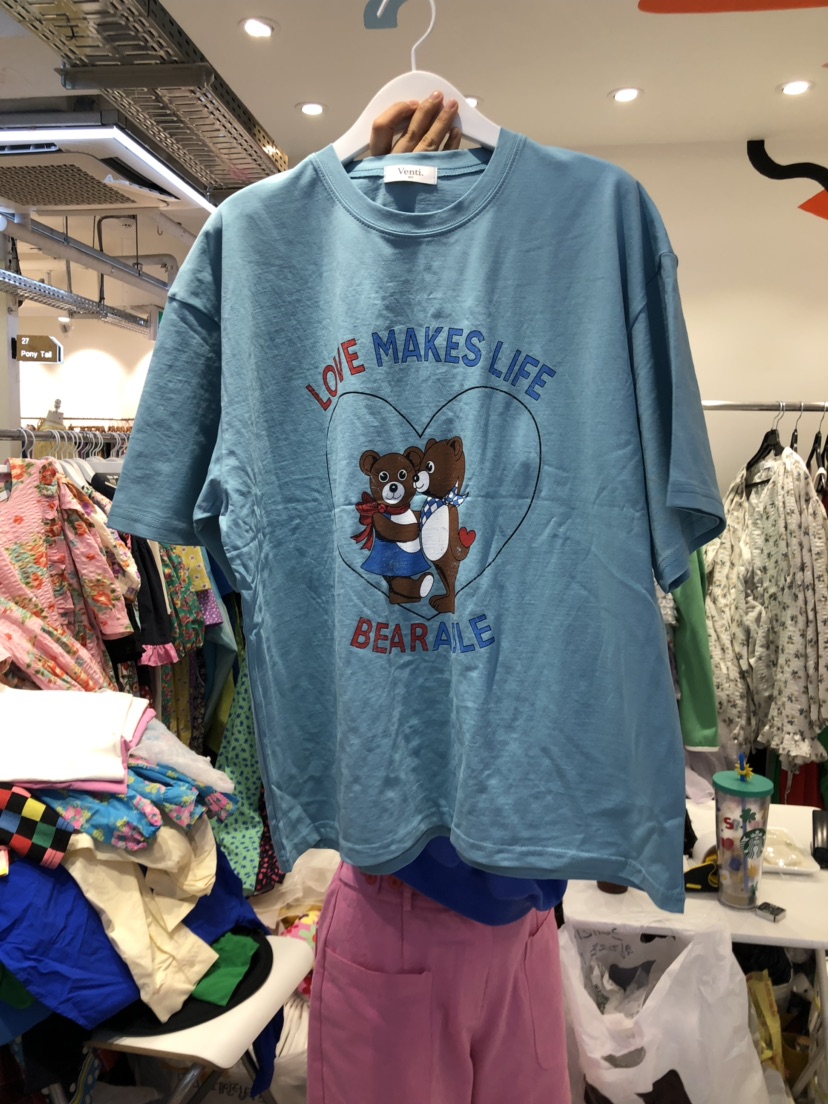 Venti.
LOVE MAKES LIFE
BEARABLE
27
Pony Tail